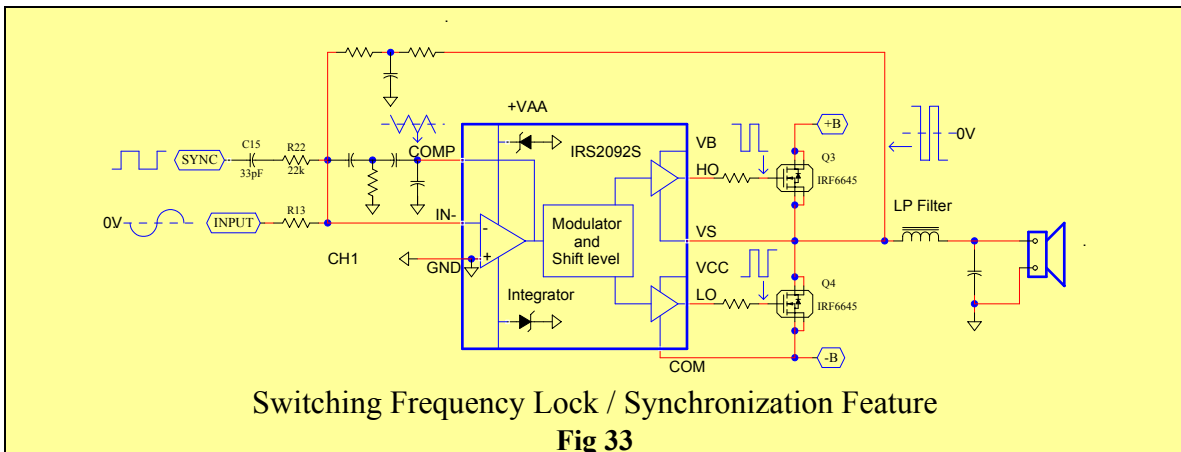 +VAA
0V
C15
R22
COMP
IRS2092S
VB
+B
SYNC
HO
Q3
33pF
22k
IRF6645
R13
LP Filter
0V
INPUT
IN-
-
Modulator
and
Shift level
VS
+
GND
VCC
CH1
LO
Q4
Integrator
IRF6645
COM
-B
Switching Frequency Lock / Synchronization Feature
Fig 33